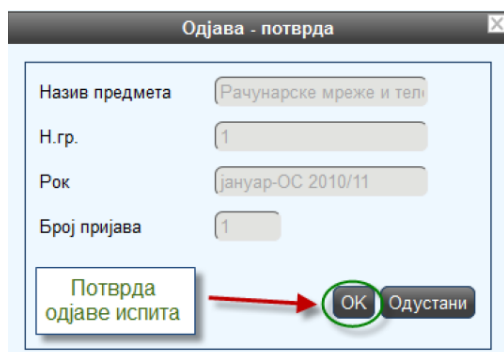 Одјава - потврда
Назив предмета Рачунарске мреже и тел
Н.гр. 1
Рок јануар-ОС 2010/11
Број пријава 1
Потврда
одјаве испита
OK Одустани